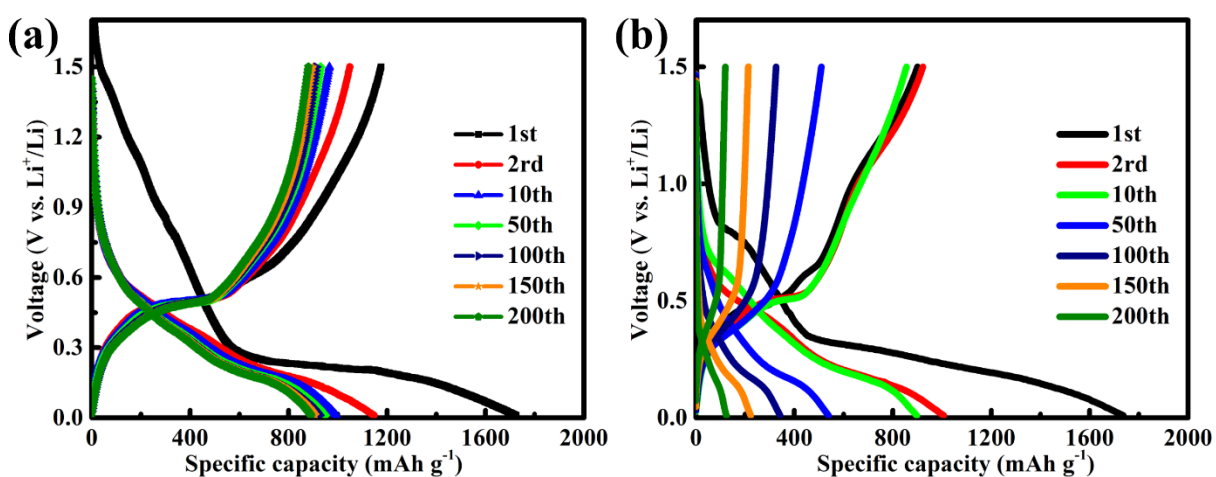 (a)
Voltage (V vs. Li⁺/Li)
1.5
1.2
0.9
0.6
0.3
0.0
1st
2rd
10th
50th
100th
150th
200th
0 400 800 1200 1600 2000
Specific capacity (mAh g⁻¹)
(b)
Voltage (V vs. Li⁺/Li)
1.5
1.0
0.5
0.0
1st
2rd
10th
50th
100th
150th
200th
0 400 800 1200 1600 2000
Specific capacity (mAh g⁻¹)